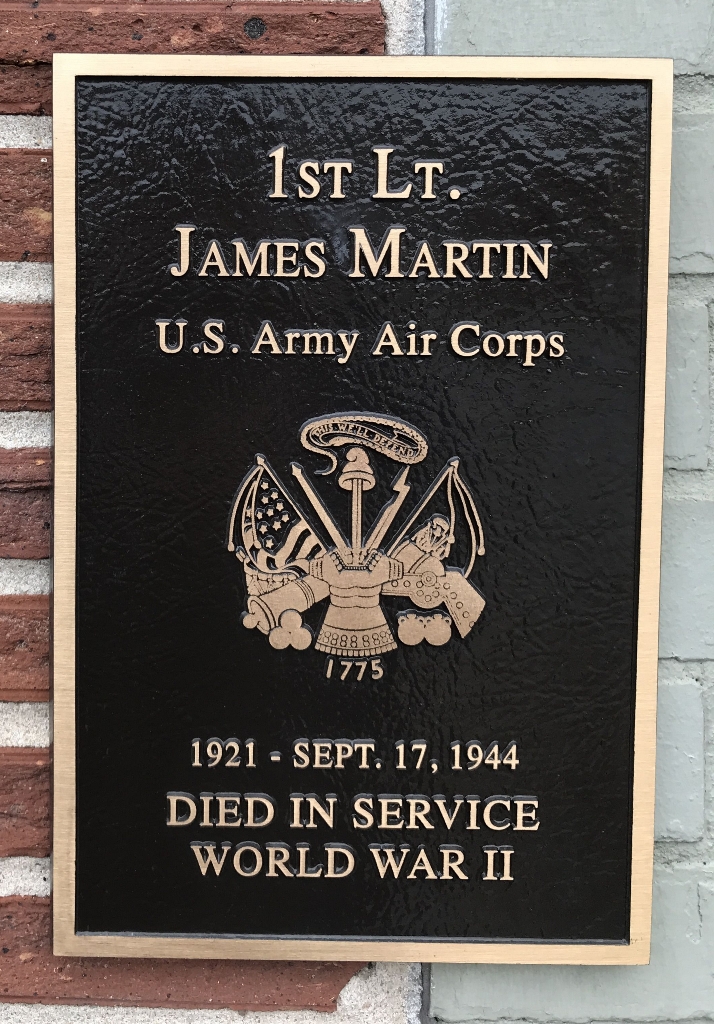 1ST LT.
JAMES MARTIN
U.S. Army Air Corps
THIS WE'LL DEFEND
1775
1921 - SEPT. 17, 1944
DIED IN SERVICE
WORLD WAR II